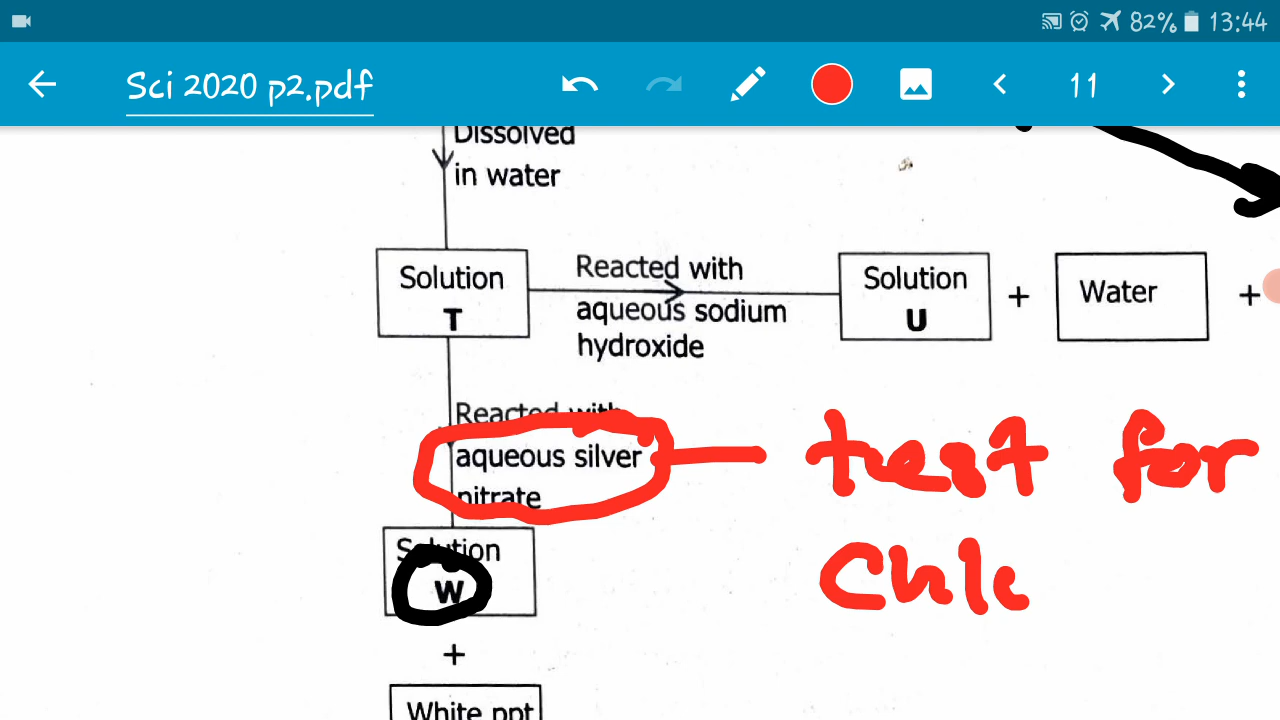 82% 13:44
Sci 2020 p2.pdf 11
Dissolved
in water
Solution
T
Reacted with
aqueous sodium
hydroxide
Solution
U
+
Water
+
Reacted with
aqueous silver
nitrate
test for
Chlo
Solution
W
+
White ppt